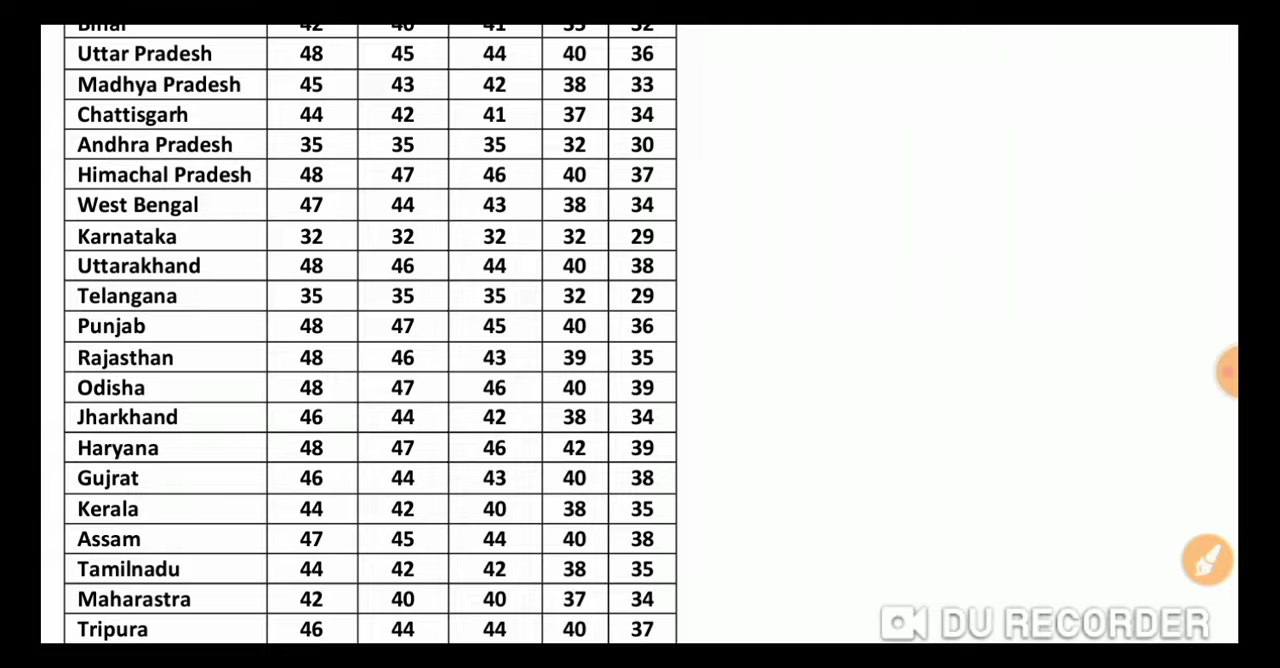 Bihar 42 40 41 35 32
Uttar Pradesh 48 45 44 40 36
Madhya Pradesh 45 43 42 38 33
Chattisgarh 44 42 41 37 34
Andhra Pradesh 35 35 35 32 30
Himachal Pradesh 48 47 46 40 37
West Bengal 47 44 43 38 34
Karnataka 32 32 32 32 29
Uttarakhand 48 46 44 40 38
Telangana 35 35 35 32 29
Punjab 48 47 45 40 36
Rajasthan 48 46 43 39 35
Odisha 48 47 46 40 39
Jharkhand 46 44 42 38 34
Haryana 48 47 46 42 39
Gujrat 46 44 43 40 38
Kerala 44 42 40 38 35
Assam 47 45 44 40 38
Tamilnadu 44 42 42 38 35
Maharastra 42 40 40 37 34
Tripura 46 44 44 40 37
DU RECORDER